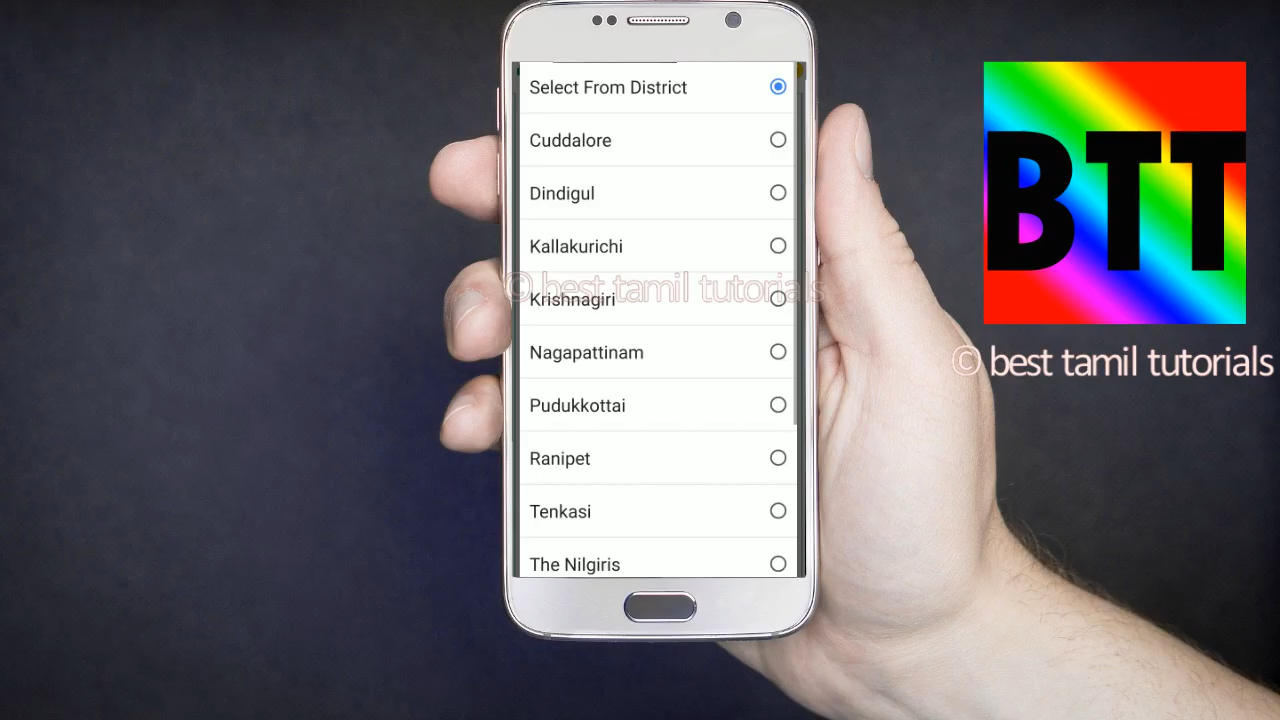 Select From District
Cuddalore
Dindigul
Kallakurichi
© best tamil tutorials
Krishnagiri
Nagapattinam
Pudukkottai
Ranipet
Tenkasi
The Nilgiris
BTT
© best tamil tutorials